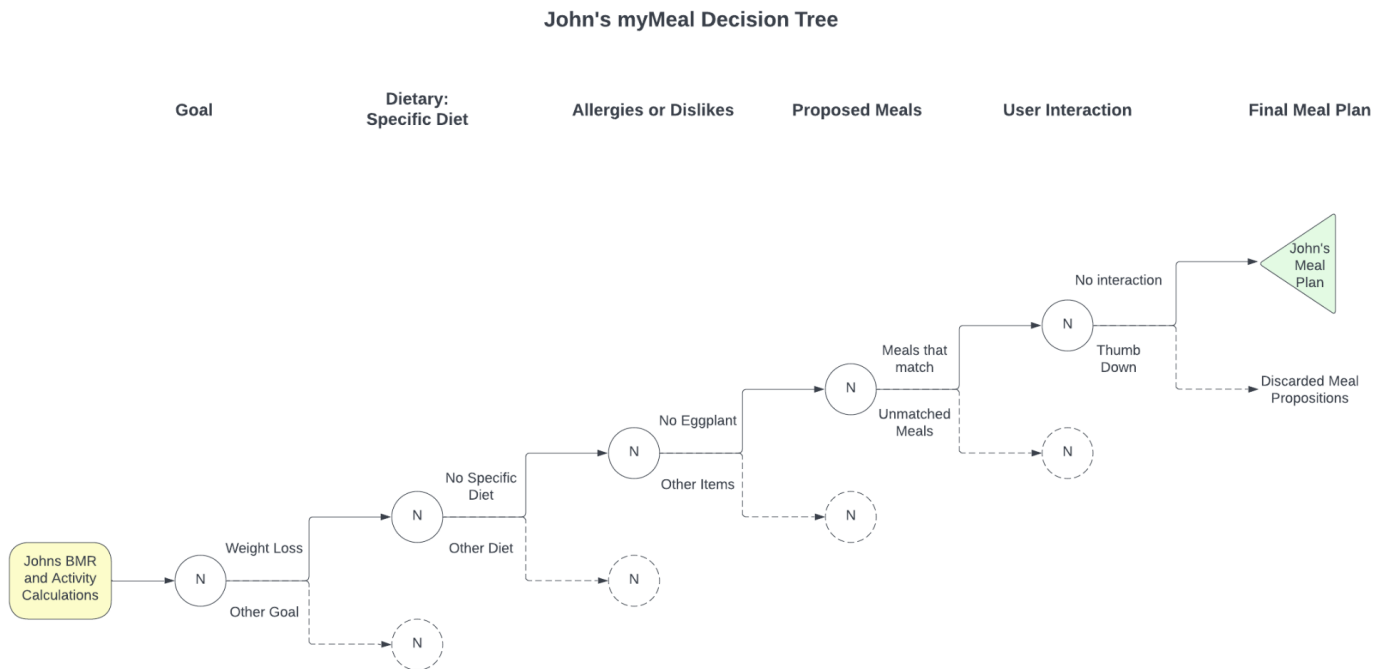 John's myMeal Decision Tree
Goal
Dietary:
Specific Diet
Allergies or Dislikes
Proposed Meals
User Interaction
Final Meal Plan
John's
Meal
Plan
No interaction
N
Thumb
Down
Discarded Meal
Propositions
Meals that
match
N
Unmatched
Meals
N
No Eggplant
N
Other Items
N
No Specific
Diet
N
Other Diet
N
Weight Loss
Johns BMR
and Activity
Calculations
N
Other Goal
N